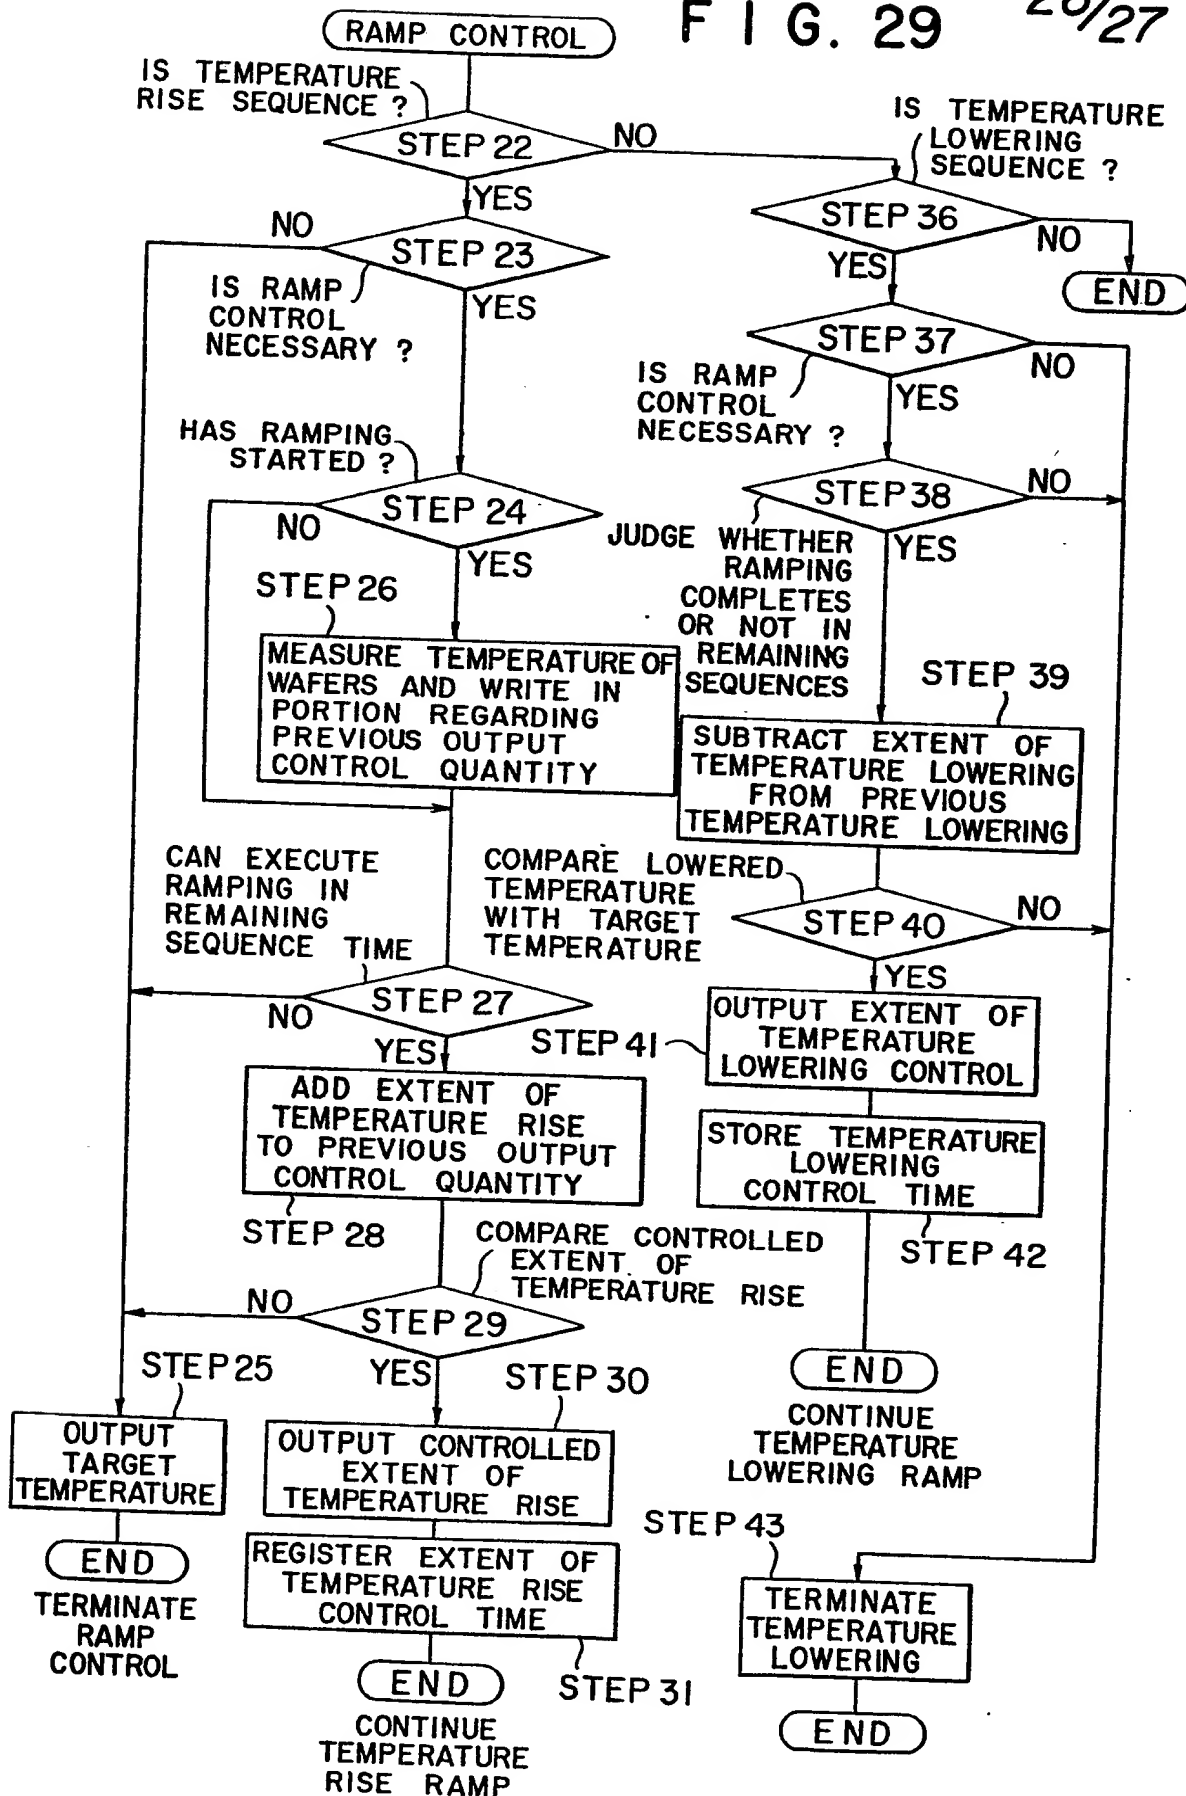 RAMP CONTROL
FIG. 29
26/27
IS TEMPERATURE
RISE SEQUENCE ?
STEP 22
NO
YES
IS TEMPERATURE
LOWERING
SEQUENCE ?
STEP 36
NO
YES
END
NO
STEP 23
IS RAMP
CONTROL
NECESSARY ?
YES
STEP 37
NO
IS RAMP
CONTROL
NECESSARY ?
YES
HAS RAMPING
STARTED ?
STEP 24
NO
YES
STEP 38
NO
JUDGE WHETHER
RAMPING
COMPLETES
OR NOT IN
REMAINING
SEQUENCES
YES
STEP 26
MEASURE TEMPERATURE OF
WAFERS AND WRITE IN
PORTION REGARDING
PREVIOUS OUTPUT
CONTROL QUANTITY
STEP 39
SUBTRACT EXTENT OF
TEMPERATURE LOWERING
FROM PREVIOUS
TEMPERATURE LOWERING
CAN EXECUTE
RAMPING IN
REMAINING
SEQUENCE TIME
COMPARE LOWERED
TEMPERATURE
WITH TARGET
TEMPERATURE
STEP 40
NO
YES
STEP 27
NO
YES
STEP 41
OUTPUT EXTENT OF
TEMPERATURE
LOWERING CONTROL
ADD EXTENT OF
TEMPERATURE RISE
TO PREVIOUS OUTPUT
CONTROL QUANTITY
STEP 28
STORE TEMPERATURE
LOWERING
CONTROL TIME
STEP 42
COMPARE CONTROLLED
EXTENT OF
TEMPERATURE RISE
NO
STEP 29
YES
END
CONTINUE
TEMPERATURE
LOWERING RAMP
STEP 25
OUTPUT
TARGET
TEMPERATURE
END
TERMINATE
RAMP
CONTROL
STEP 30
OUTPUT CONTROLLED
EXTENT OF
TEMPERATURE RISE
REGISTER EXTENT OF
TEMPERATURE RISE
CONTROL TIME
STEP 31
END
CONTINUE
TEMPERATURE
RISE RAMP
STEP 43
TERMINATE
TEMPERATURE
LOWERING
END